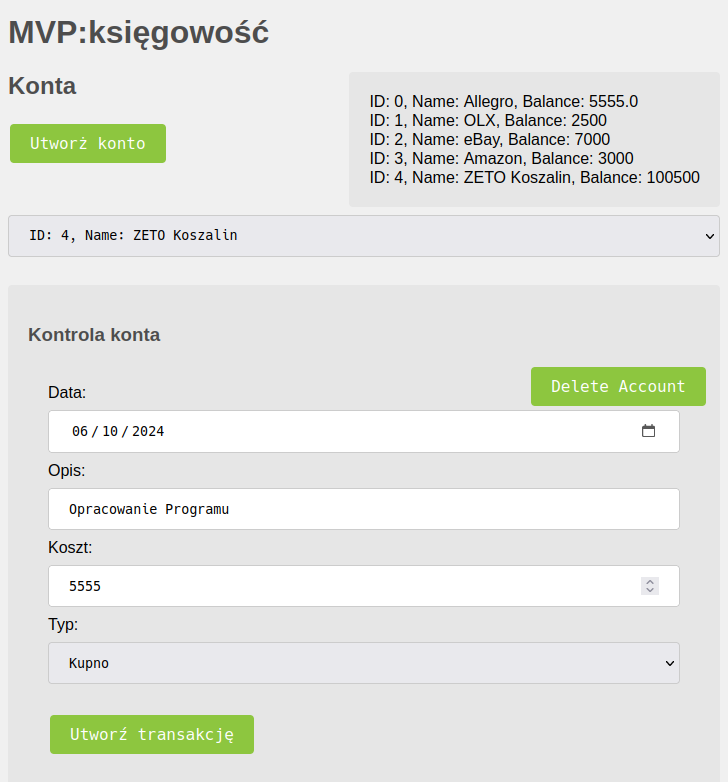 MVP:księgowość
Konta
Utworż konto
ID: 0, Name: Allegro, Balance: 5555.0
ID: 1, Name: OLX, Balance: 2500
ID: 2, Name: eBay, Balance: 7000
ID: 3, Name: Amazon, Balance: 3000
ID: 4, Name: ZETO Koszalin, Balance: 100500
ID: 4, Name: ZETO Koszalin
Kontrola konta
Delete Account
Data:
06/10/2024
Opis:
Opracowanie Programu
Koszt:
5555
Typ:
Kupno
Utworź transakcję